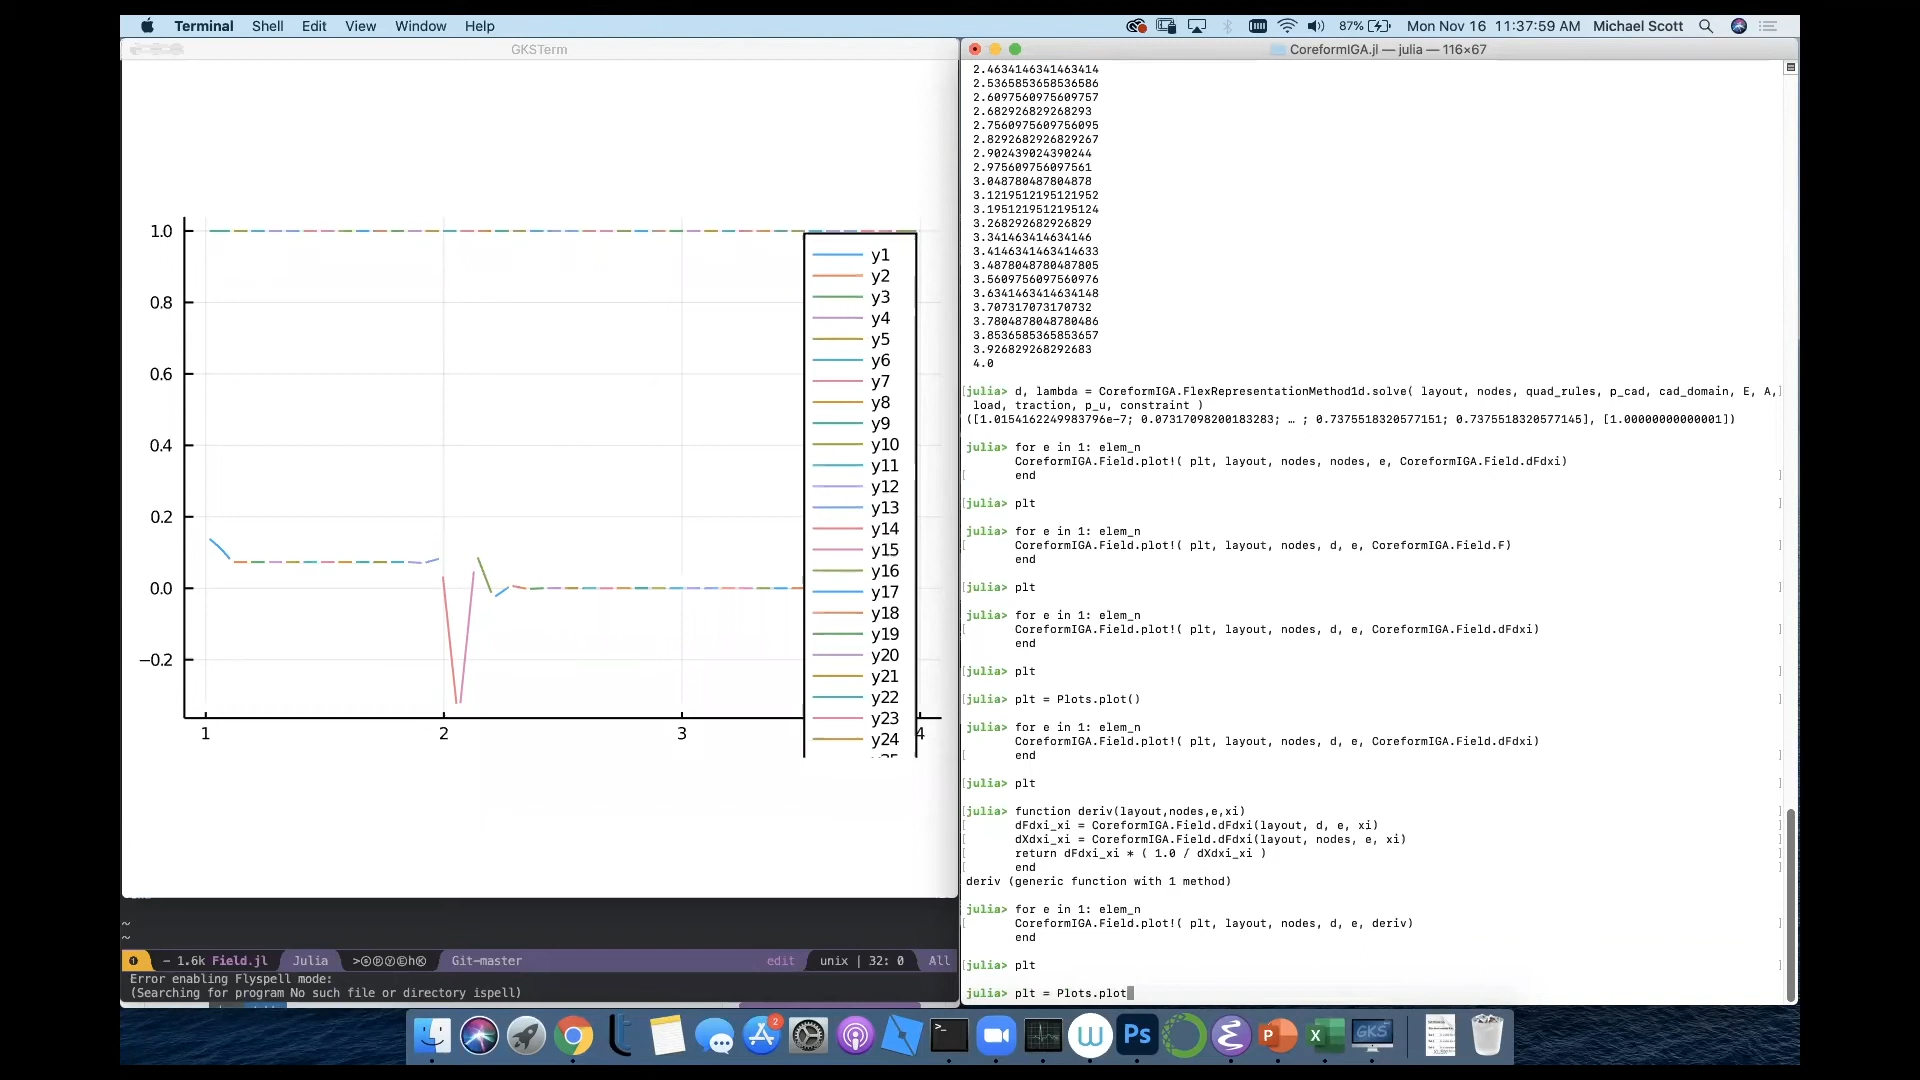 Terminal Shell Edit View Window Help 87% Mon Nov 16 11:37:59 AM Michael Scott
GKSTerm
1.0
0.8
0.6
0.4
0.2
0.0
−0.2
1 2 3 4
y1
y2
y3
y4
y5
y6
y7
y8
y9
y10
y11
y12
y13
y14
y15
y16
y17
y18
y19
y20
y21
y22
y23
y24
y25
~
~
- 1.6k Field.jl Julia Git-master edit unix | 32: 0 All
Error enabling Flyspell mode:
(Searching for program No such file or directory ispell)
CoreformIGA.jl — julia — 116×67
2.4634146341463414
2.5365853658536586
2.6097560975609757
2.682926829268293
2.7560975609756095
2.8292682926829267
2.902439024390244
2.975609756097561
3.048780487804878
3.1219512195121952
3.1951219512195124
3.268292682926829
3.341463414634146
3.4146341463414633
3.4878048780487805
3.5609756097560976
3.6341463414634148
3.707317073170732
3.7804878048780486
3.8536585365853657
3.926829268292683
4.0
julia> d, lambda = CoreformIGA.FlexRepresentationMethod1d.solve( layout, nodes, quad_rules, p_cad, cad_domain, E, A,
load, traction, p_u, constraint )
([1.0154162249983796e-7; 0.07317098200183283; … ; 0.7375518320577151; 0.7375518320577145], [1.00000000000001])
julia> for e in 1: elem_n
CoreformIGA.Field.plot!( plt, layout, nodes, nodes, e, CoreformIGA.Field.dFdxi)
end
julia> plt
julia> for e in 1: elem_n
CoreformIGA.Field.plot!( plt, layout, nodes, d, e, CoreformIGA.Field.F)
end
julia> plt
julia> for e in 1: elem_n
CoreformIGA.Field.plot!( plt, layout, nodes, d, e, CoreformIGA.Field.dFdxi)
end
julia> plt
julia> plt = Plots.plot()
julia> for e in 1: elem_n
CoreformIGA.Field.plot!( plt, layout, nodes, d, e, CoreformIGA.Field.dFdxi)
end
julia> plt
julia> function deriv(layout,nodes,e,xi)
dFdxi_xi = CoreformIGA.Field.dFdxi(layout, d, e, xi)
dXdxi_xi = CoreformIGA.Field.dFdxi(layout, nodes, e, xi)
return dFdxi_xi * ( 1.0 / dXdxi_xi )
end
deriv (generic function with 1 method)
julia> for e in 1: elem_n
CoreformIGA.Field.plot!( plt, layout, nodes, d, e, deriv)
end
julia> plt
julia> plt = Plots.plot
2
Ps
P
X
GKS